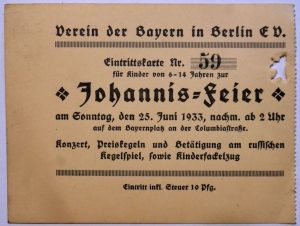 Verein der Bayern in Berlin E.V.
Eintrittskarte Nr. 59
für Kinder von 6-14 Jahren zur
Johannis-Feier
am Sonntag, den 25. Juni 1933, nachm. ab 2 Uhr
auf dem Bayernplatz an der Columbiastraße.
Konzert, Preiskegeln und Betätigung am russischen
Kegelspiel, sowie Kinderfackelzug
Eintritt inkl. Steuer 10 Pfg.